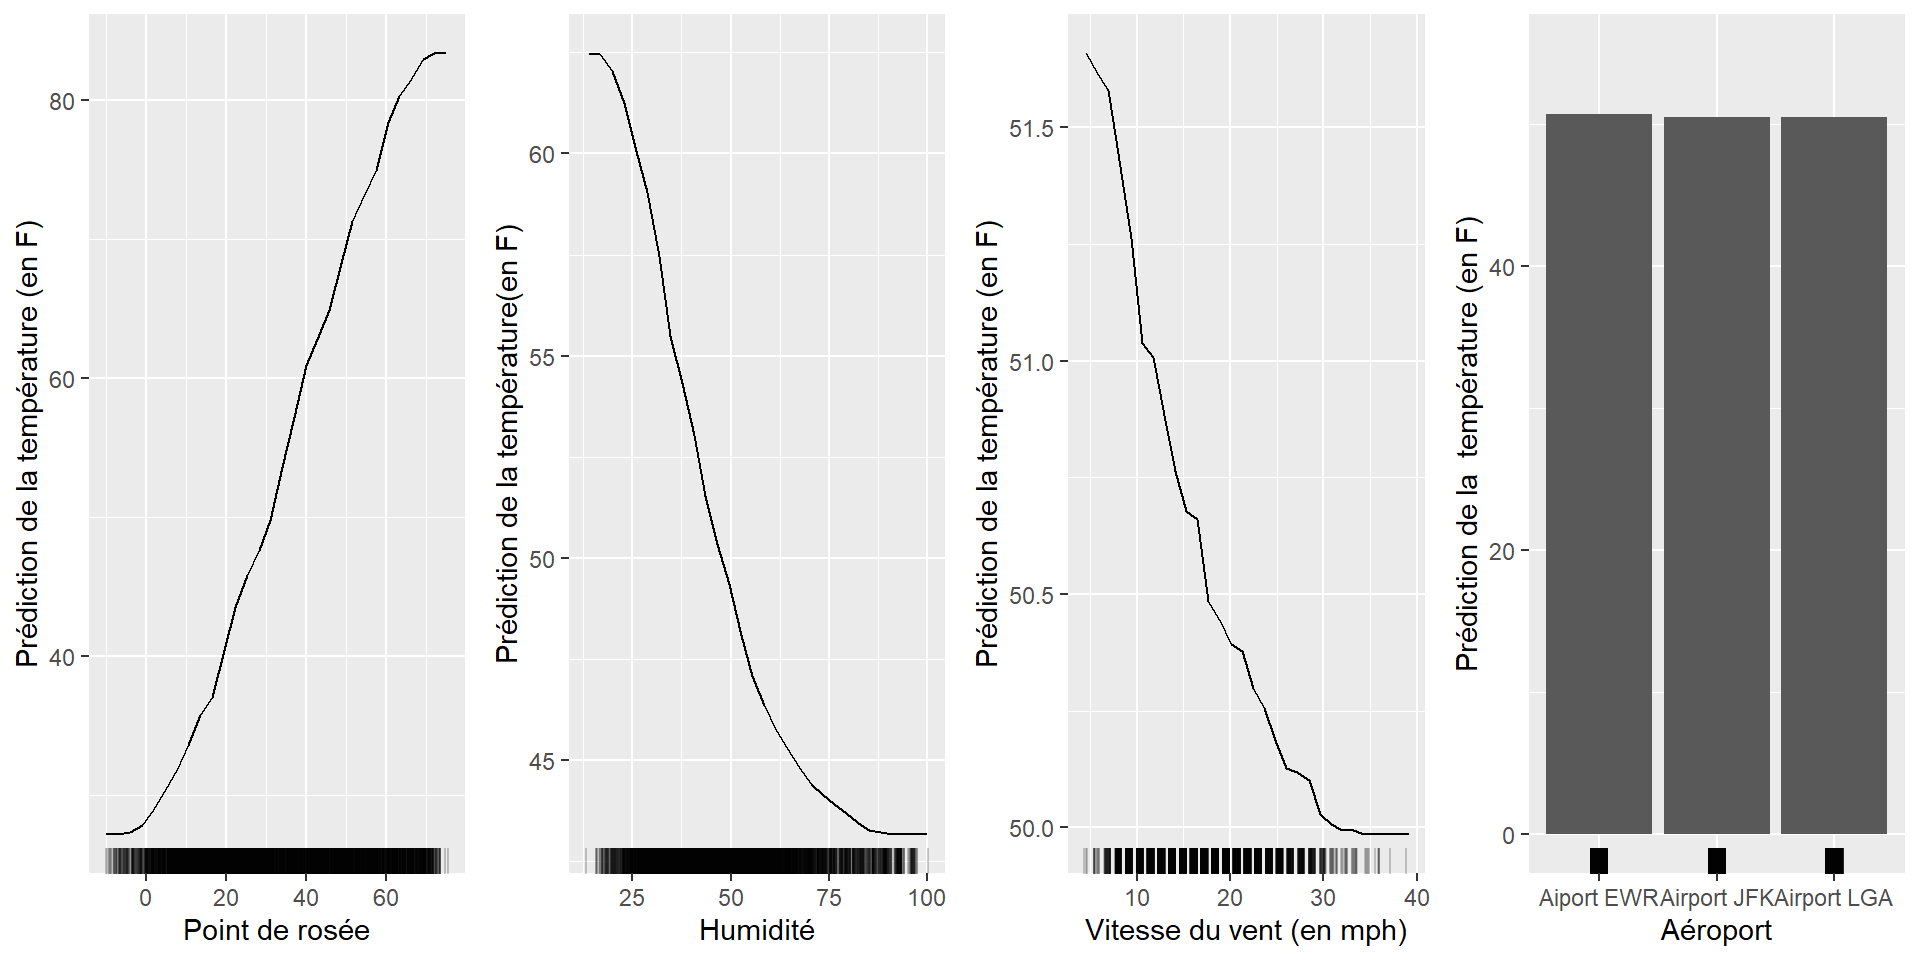 Prédiction de la température (en F)
80
60
40
0
20
40
60
Point de rosée
Prédiction de la température(en F)
60
55
50
45
25
50
75
100
Humidité
Prédiction de la température (en F)
51.5
51.0
50.5
50.0
10
20
30
40
Vitesse du vent (en mph)
Prédiction de la  température (en F)
40
20
0
Aiport EWR
Airport JFK
Airport LGA
Aéroport